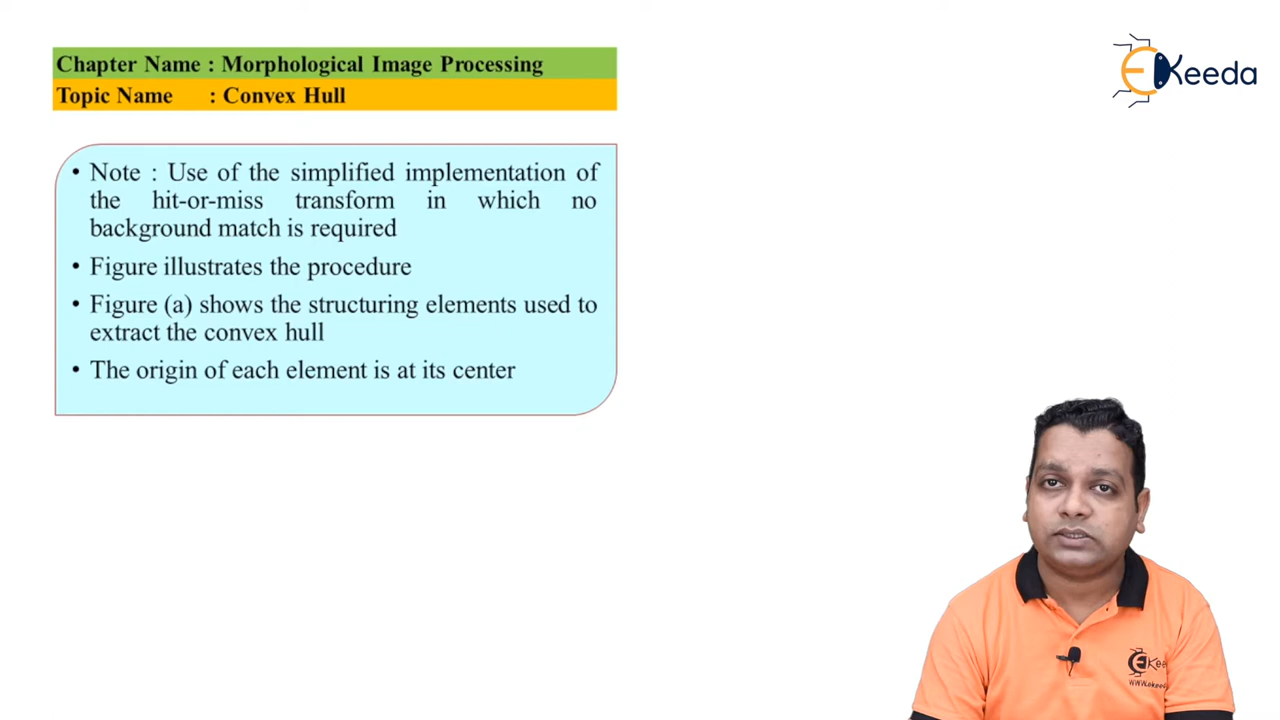 Chapter Name : Morphological Image Processing
Topic Name : Convex Hull
Keeda
• Note : Use of the simplified implementation of
the hit-or-miss transform in which no
background match is required
• Figure illustrates the procedure
• Figure (a) shows the structuring elements used to
extract the convex hull
• The origin of each element is at its center